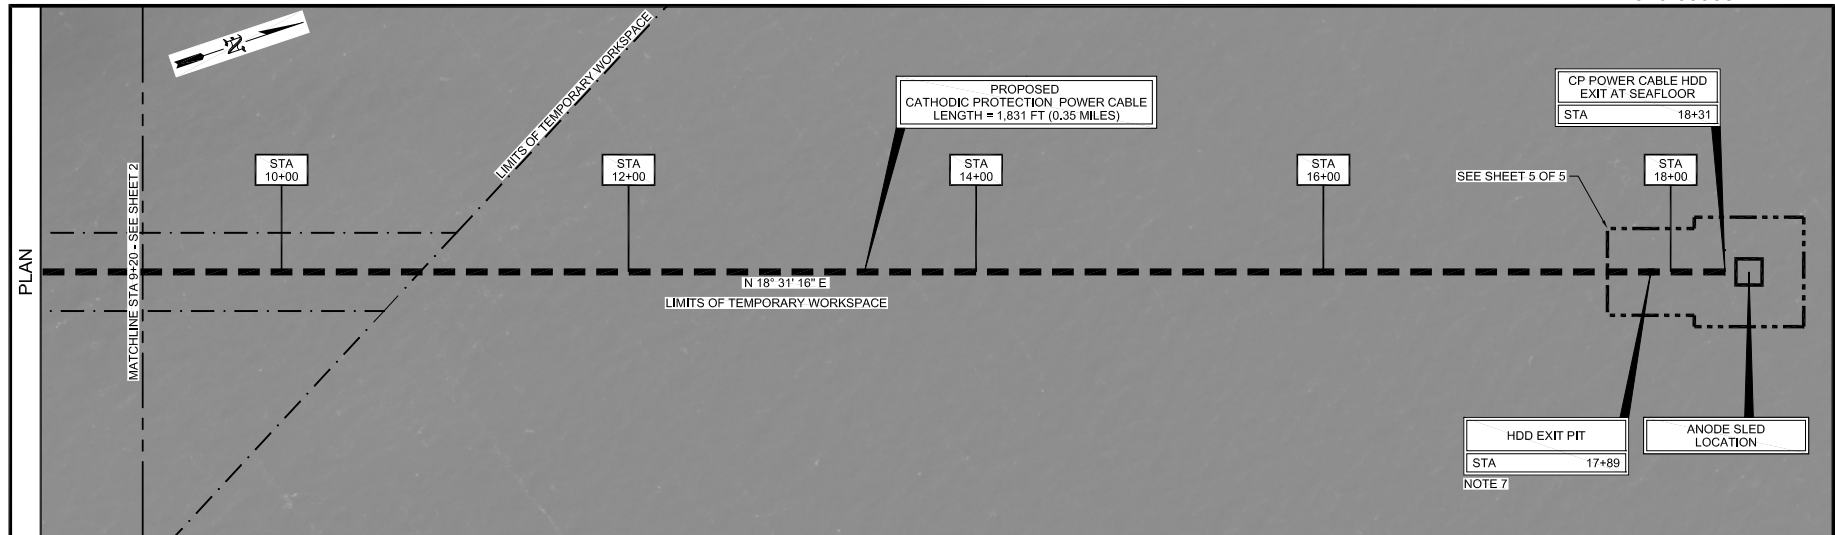 PLAN
MATCHLINE STA 9+20 - SEE SHEET 2
N
STA
10+00
LIMITS OF TEMPORARY WORKSPACE
STA
12+00
PROPOSED
CATHODIC PROTECTION POWER CABLE
LENGTH = 1,831 FT (0.35 MILES)
STA
14+00
STA
16+00
CP POWER CABLE HDD
EXIT AT SEAFLOOR
STA 18+31
SEE SHEET 5 OF 5
STA
18+00
N 18° 31' 16" E
LIMITS OF TEMPORARY WORKSPACE
HDD EXIT PIT
STA 17+89
NOTE 7
ANODE SLED
LOCATION